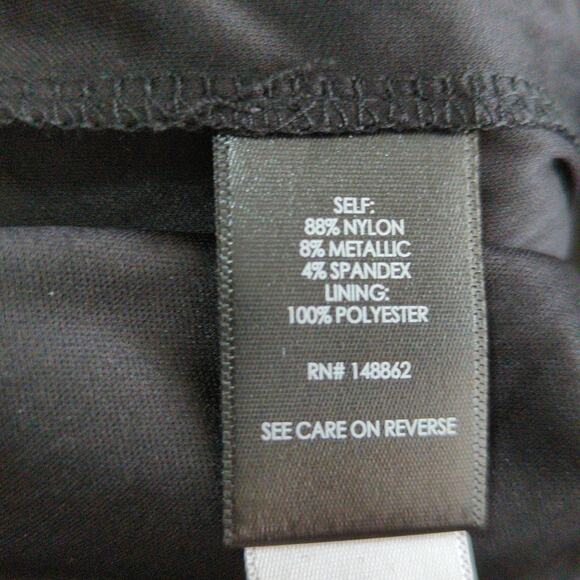 SELF:
88% NYLON
8% METALLIC
4% SPANDEX
LINING:
100% POLYESTER
RN# 148862
SEE CARE ON REVERSE